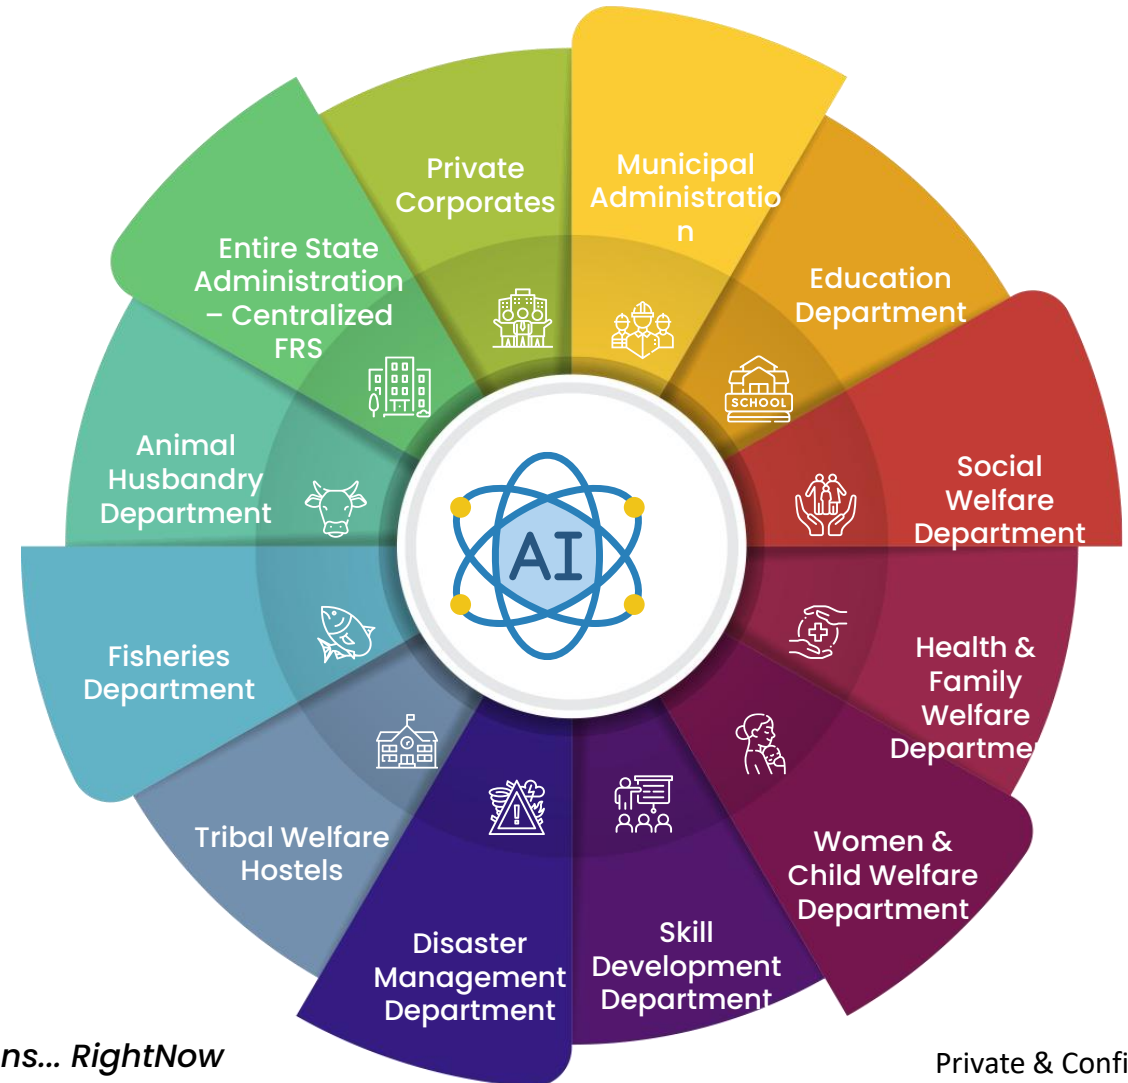 Private
Corporates
Municipal
Administratio
n
Education
Department
SCHOOL
Social
Welfare
Department
Health &
Family
Welfare
Departme
Women &
Child Welfare
Department
Skill
Development
Department
Disaster
Management
Department
Tribal Welfare
Hostels
Fisheries
Department
Animal
Husbandry
Department
Entire State
Administration
– Centralized
FRS
AI
ns... RightNow
Private & Confi